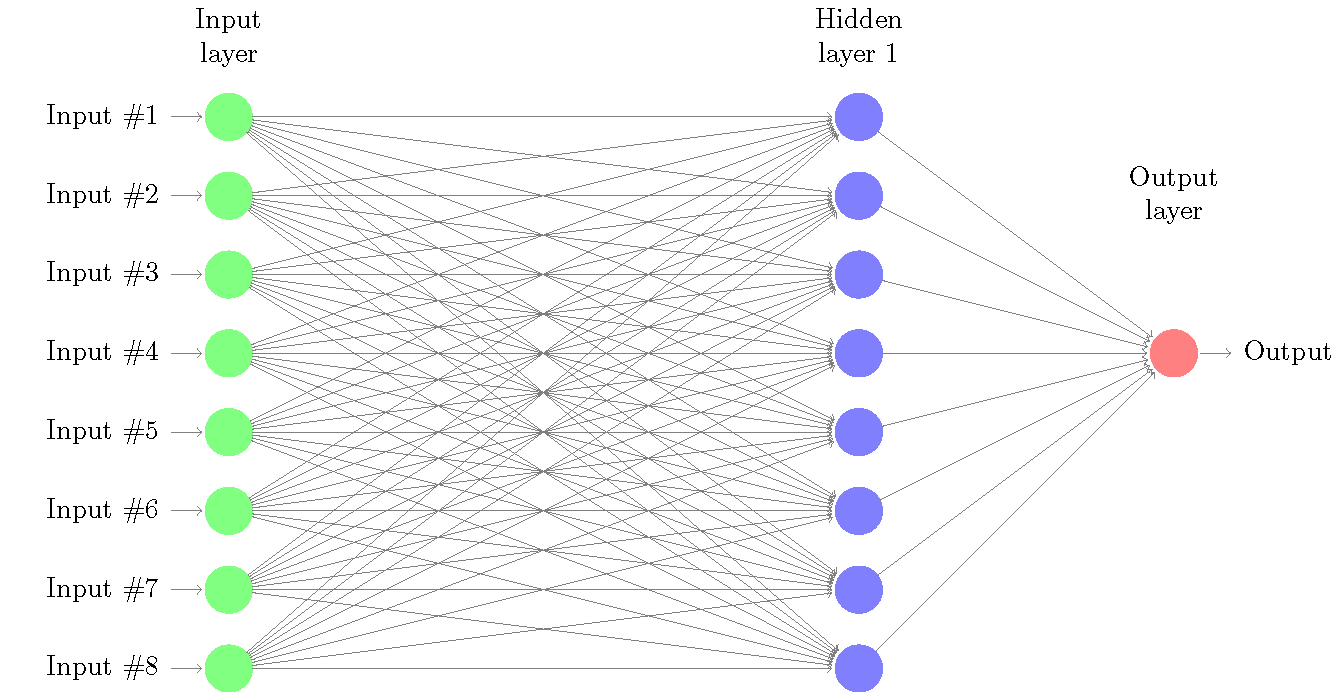 Input
layer
Hidden
layer 1
Input #1
Input #2
Output
layer
Input #3
Input #4
Output
Input #5
Input #6
Input #7
Input #8